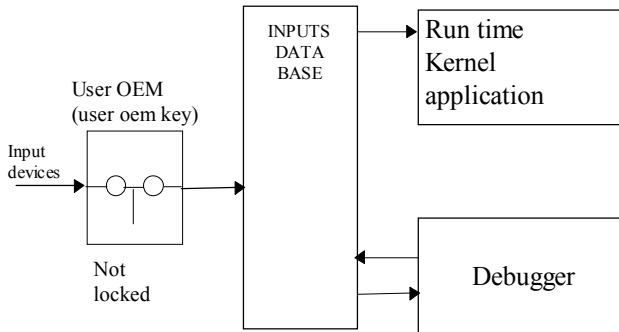 INPUTS
DATA
BASE
Run time
Kernel
application
User OEM
(user oem key)
Input
devices
Not
locked
Debugger